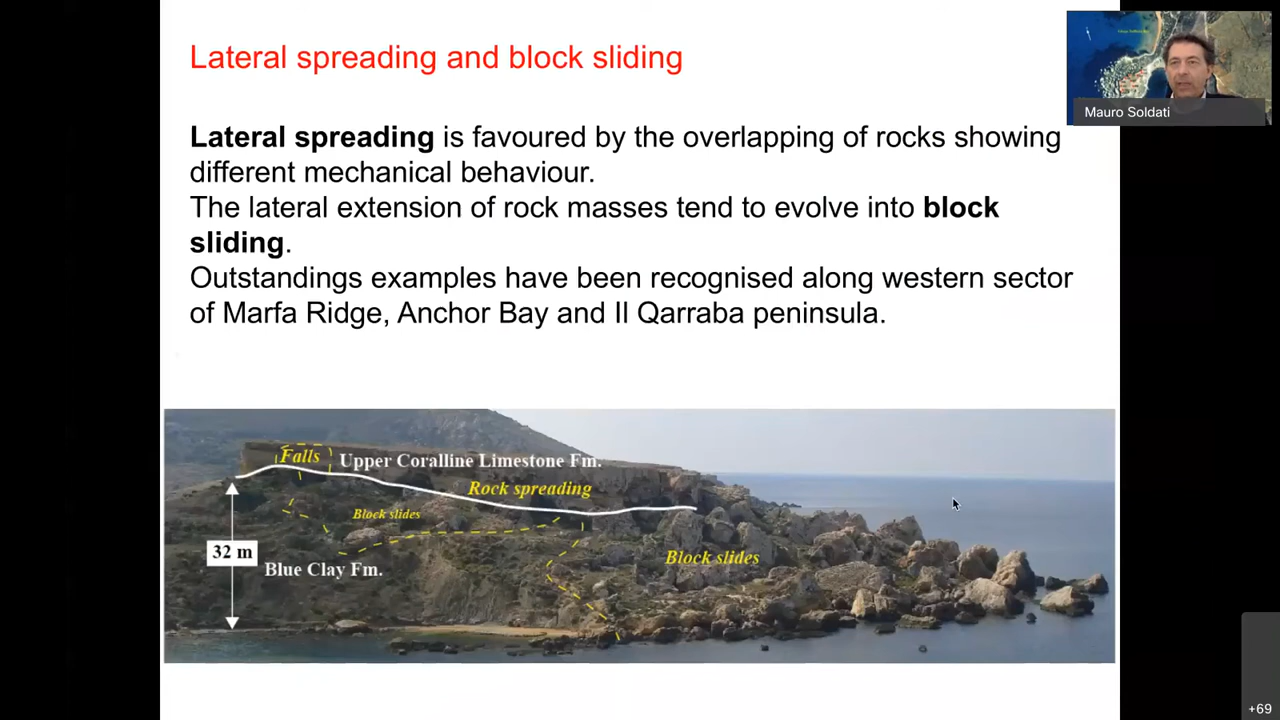 Lateral spreading and block sliding
Mauro Soldati
Lateral spreading is favoured by the overlapping of rocks showing
different mechanical behaviour.
The lateral extension of rock masses tend to evolve into block
sliding.
Outstandings examples have been recognised along western sector
of Marfa Ridge, Anchor Bay and Il Qarraba peninsula.
Falls
Upper Coralline Limestone Fm.
Rock spreading
Block slides
32 m
Block slides
Blue Clay Fm.
+69